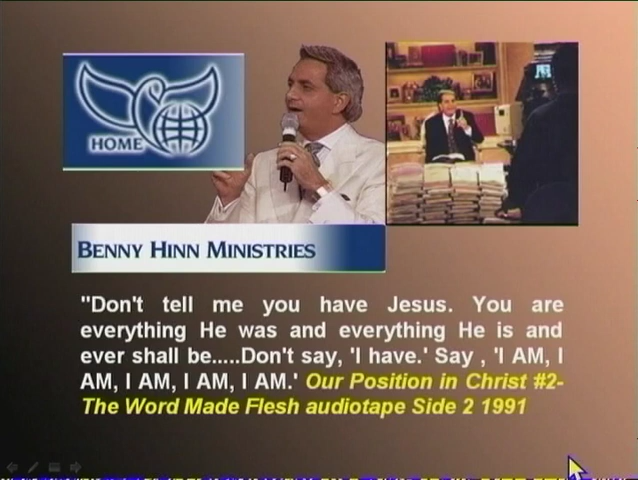 HOME
BENNY HINN MINISTRIES
"Don't tell me you have Jesus. You are
everything He was and everything He is and
ever shall be.....Don't say, 'I have.' Say , 'I AM, I
AM, I AM, I AM, I AM.' Our Position in Christ #2-
The Word Made Flesh audiotape Side 2 1991